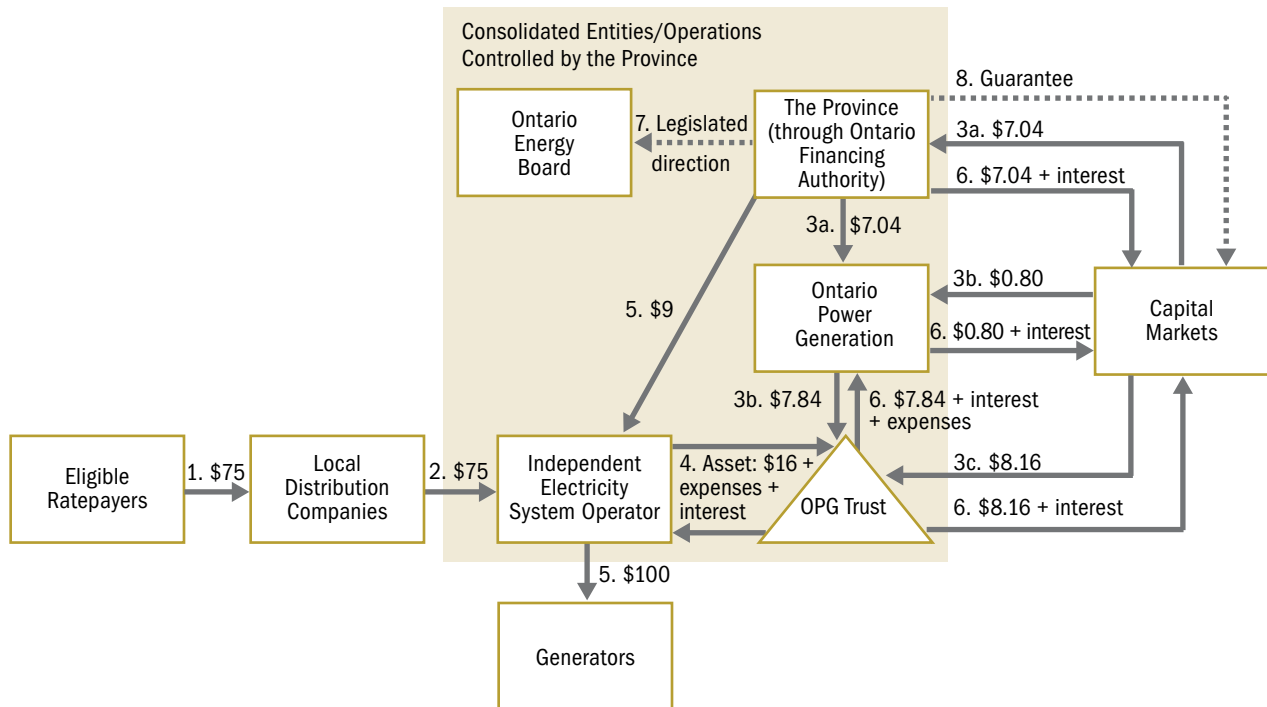 Consolidated Entities/Operations
Controlled by the Province
8. Guarantee
Ontario
Energy
Board
7. Legislated
direction
The Province
(through Ontario
Financing
Authority)
3a. $7.04
6. $7.04 + interest
3a. $7.04
5. $9
Ontario
Power
Generation
3b. $0.80
6. $0.80 + interest
Capital
Markets
3b. $7.84
6. $7.84 + interest
+ expenses
Eligible
Ratepayers
1. $75
Local
Distribution
Companies
2. $75
Independent
Electricity
System Operator
4. Asset: $16 +
expenses +
interest
OPG Trust
3c. $8.16
6. $8.16 + interest
5. $100
Generators